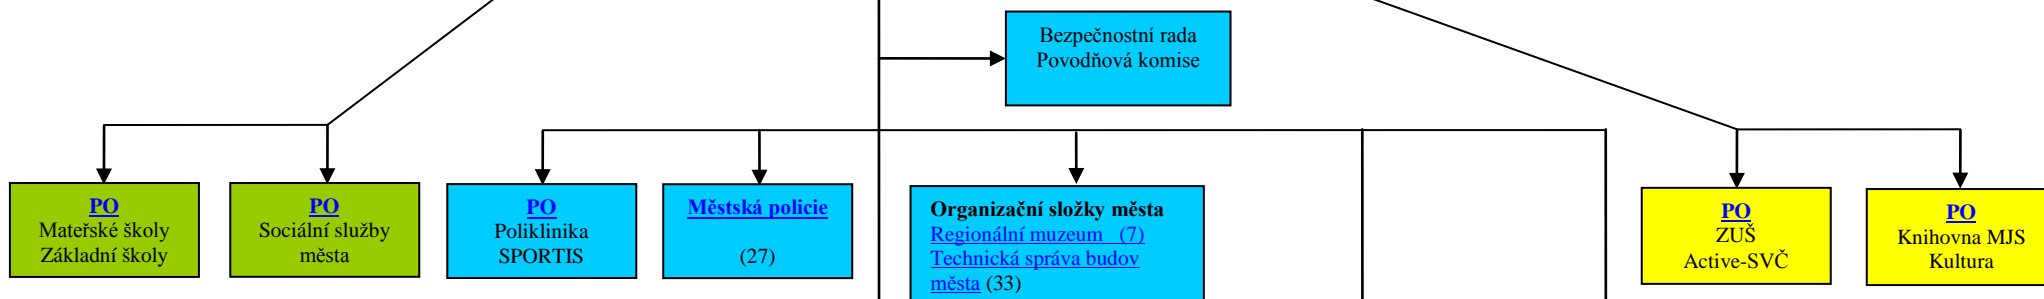 Bezpečnostní rada
Povodňová komise
PO
Mateřské školy
Základní školy
PO
Sociální služby
města
PO
Poliklinika
SPORTIS
Městská policie
(27)
Organizační složky města
Regionální muzeum (7)
Technická správa budov
města (33)
PO
ZUŠ
Active-SVČ
PO
Knihovna MJS
Kultura